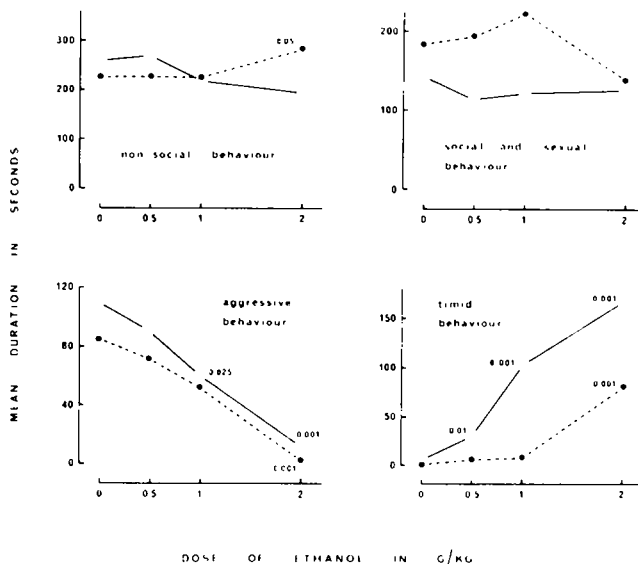 300
200
100
0
0.05
non social behaviour
0 0.5 1 2
200
100
0
social and sexual
behaviour
0 0.5 1 2
MEAN DURATION IN SECONDS
120
80
40
0
aggressive
behaviour
0.025
0.001
0.001
0 0.5 1 2
150
100
50
0
timid
behaviour
0.001
0.001
0.01
0.001
0 0.5 1 2
DOSE OF ETHANOL IN G/KG